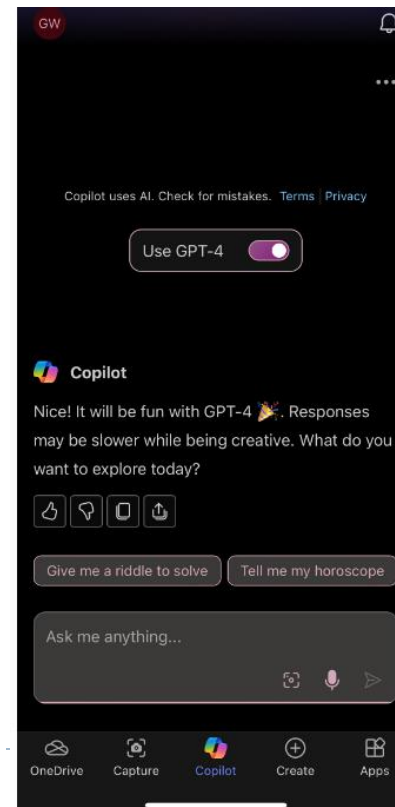 GW
Copilot uses AI. Check for mistakes. Terms | Privacy
Use GPT-4
Copilot
Nice! It will be fun with GPT-4 🎉. Responses
may be slower while being creative. What do you
want to explore today?
Give me a riddle to solve Tell me my horoscope
Ask me anything...
OneDrive Capture Copilot Create Apps